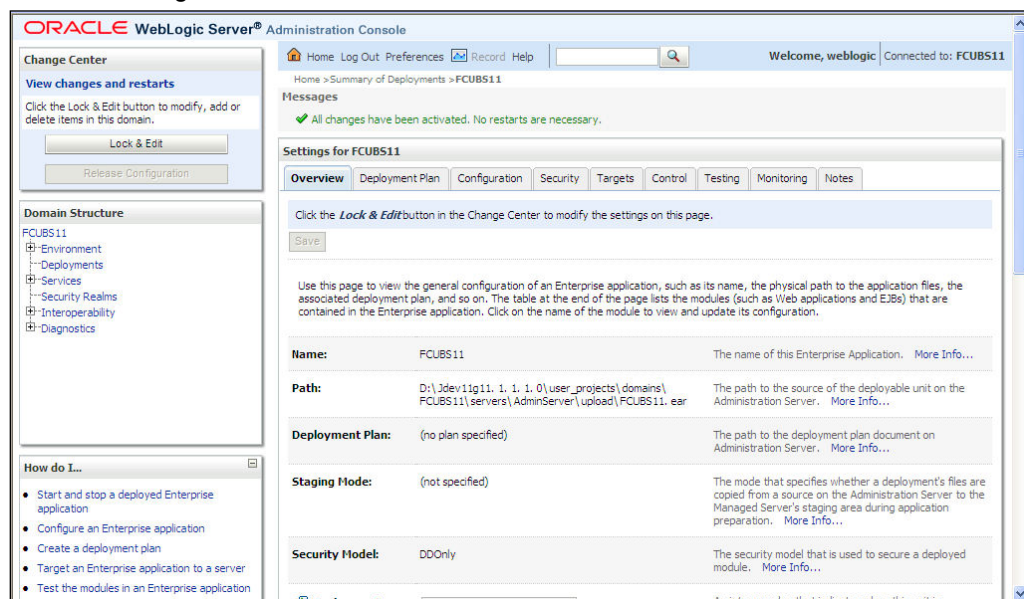 ORACLE WebLogic Server® Administration Console
Change Center
View changes and restarts
Click the Lock & Edit button to modify, add or
delete items in this domain.
Lock & Edit
Release Configuration
Domain Structure
FCUBS11
Environment
Deployments
Services
Security Realms
Interoperability
Diagnostics
How do I...
Start and stop a deployed Enterprise
application
Configure an Enterprise application
Create a deployment plan
Target an Enterprise application to a server
Test the modules in an Enterprise application
Home Log Out Preferences Record Help
Welcome, weblogic Connected to: FCUBS11
Home >Summary of Deployments >FCUBS11
Messages
All changes have been activated. No restarts are necessary.
Settings for FCUBS11
Overview Deployment Plan Configuration Security Targets Control Testing Monitoring Notes
Click the Lock & Edit button in the Change Center to modify the settings on this page.
Save
Use this page to view the general configuration of an Enterprise application, such as its name, the physical path to the application files, the
associated deployment plan, and so on. The table at the end of the page lists the modules (such as Web applications and EJBs) that are
contained in the Enterprise application. Click on the name of the module to view and update its configuration.
Name: FCUBS11 The name of this Enterprise Application. More Info...
Path: D:\Jdev11g11. 1. 1. 1. 0\user_projects\domains\ The path to the source of the deployable unit on the
FCUBS11\servers\AdminServer\upload\FCUBS11. ear Administration Server. More Info...
Deployment Plan: (no plan specified) The path to the deployment plan document on
Administration Server. More Info...
Staging Mode: (not specified) The mode that specifies whether a deployment's files are
copied from a source on the Administration Server to the
Managed Server's staging area during application
preparation. More Info...
Security Model: DDOnly The security model that is used to secure a deployed
module. More Info...